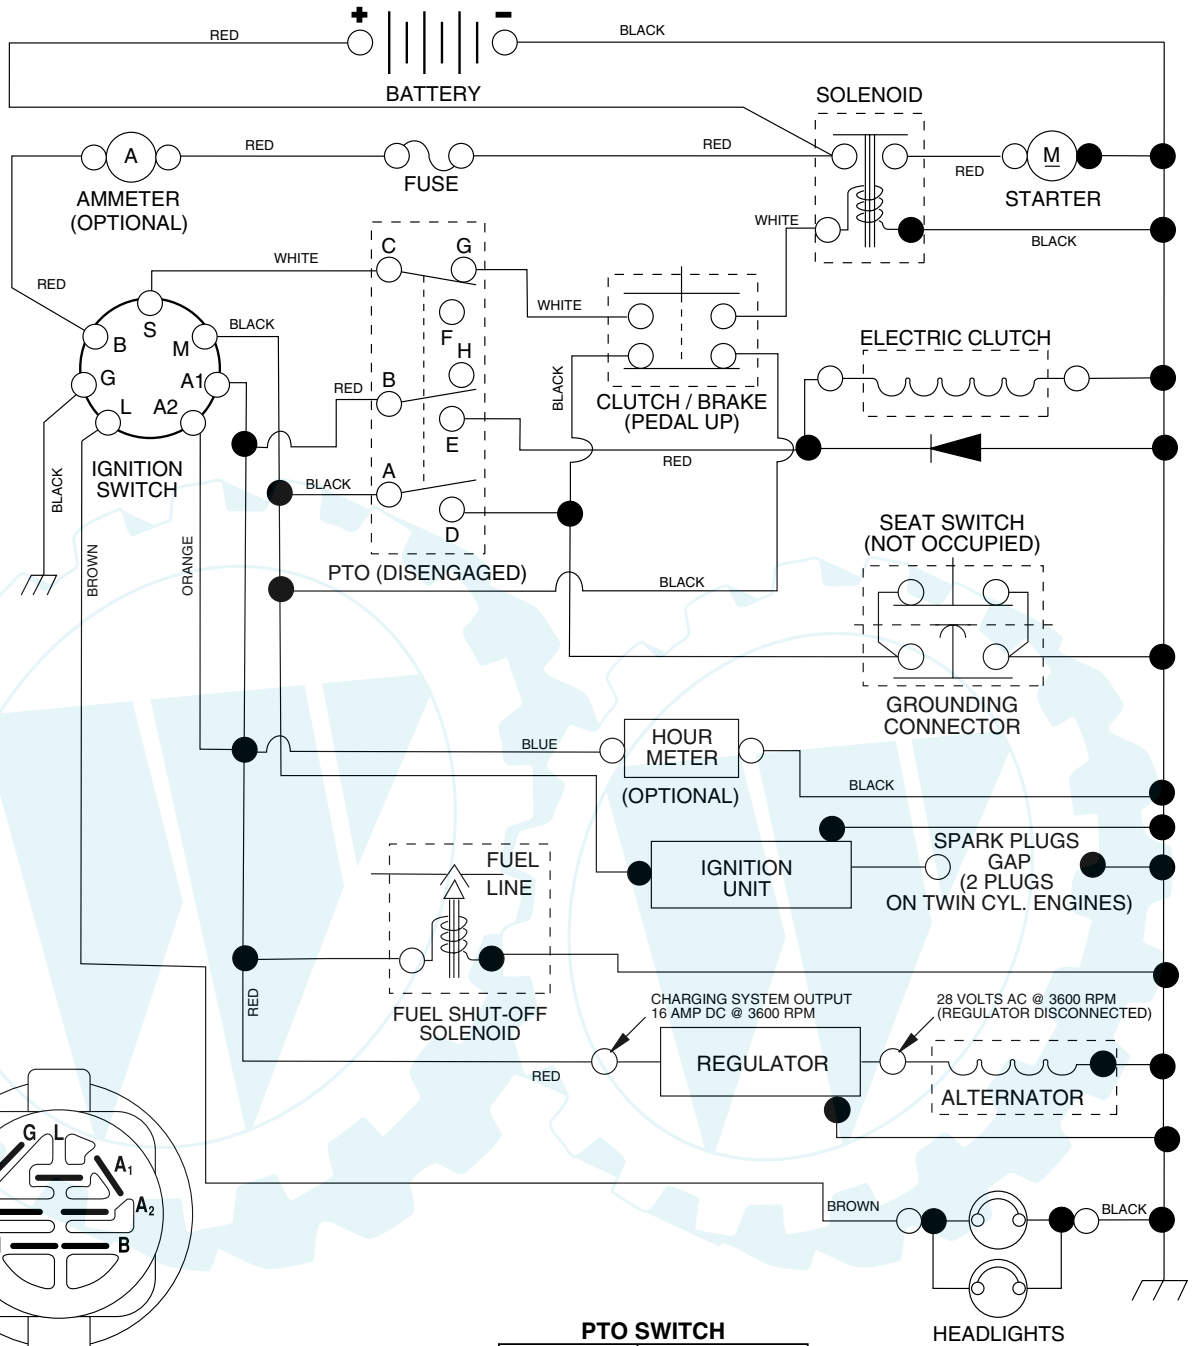 +
-
RED
BLACK
BATTERY
SOLENOID
A
RED
RED
RED
M
FUSE
AMMETER
(OPTIONAL)
STARTER
WHITE
BLACK
C
G
WHITE
RED
WHITE
S
BLACK
F
B
M
ELECTRIC CLUTCH
H
G
A1
B
RED
BLACK
L
A2
CLUTCH / BRAKE
(PEDAL UP)
E
RED
IGNITION
SWITCH
A
BLACK
BLACK
D
SEAT SWITCH
(NOT OCCUPIED)
BROWN
ORANGE
PTO (DISENGAGED)
BLACK
GROUNDING
CONNECTOR
BLUE
HOUR
METER
(OPTIONAL)
BLACK
SPARK PLUGS
GAP
(2 PLUGS
ON TWIN CYL. ENGINES)
FUEL
LINE
IGNITION
UNIT
RED
FUEL SHUT-OFF
SOLENOID
CHARGING SYSTEM OUTPUT
16 AMP DC @ 3600 RPM
28 VOLTS AC @ 3600 RPM
(REGULATOR DISCONNECTED)
REGULATOR
RED
ALTERNATOR
G
L
A1
A2
B
BROWN
BLACK
PTO SWITCH
HEADLIGHTS